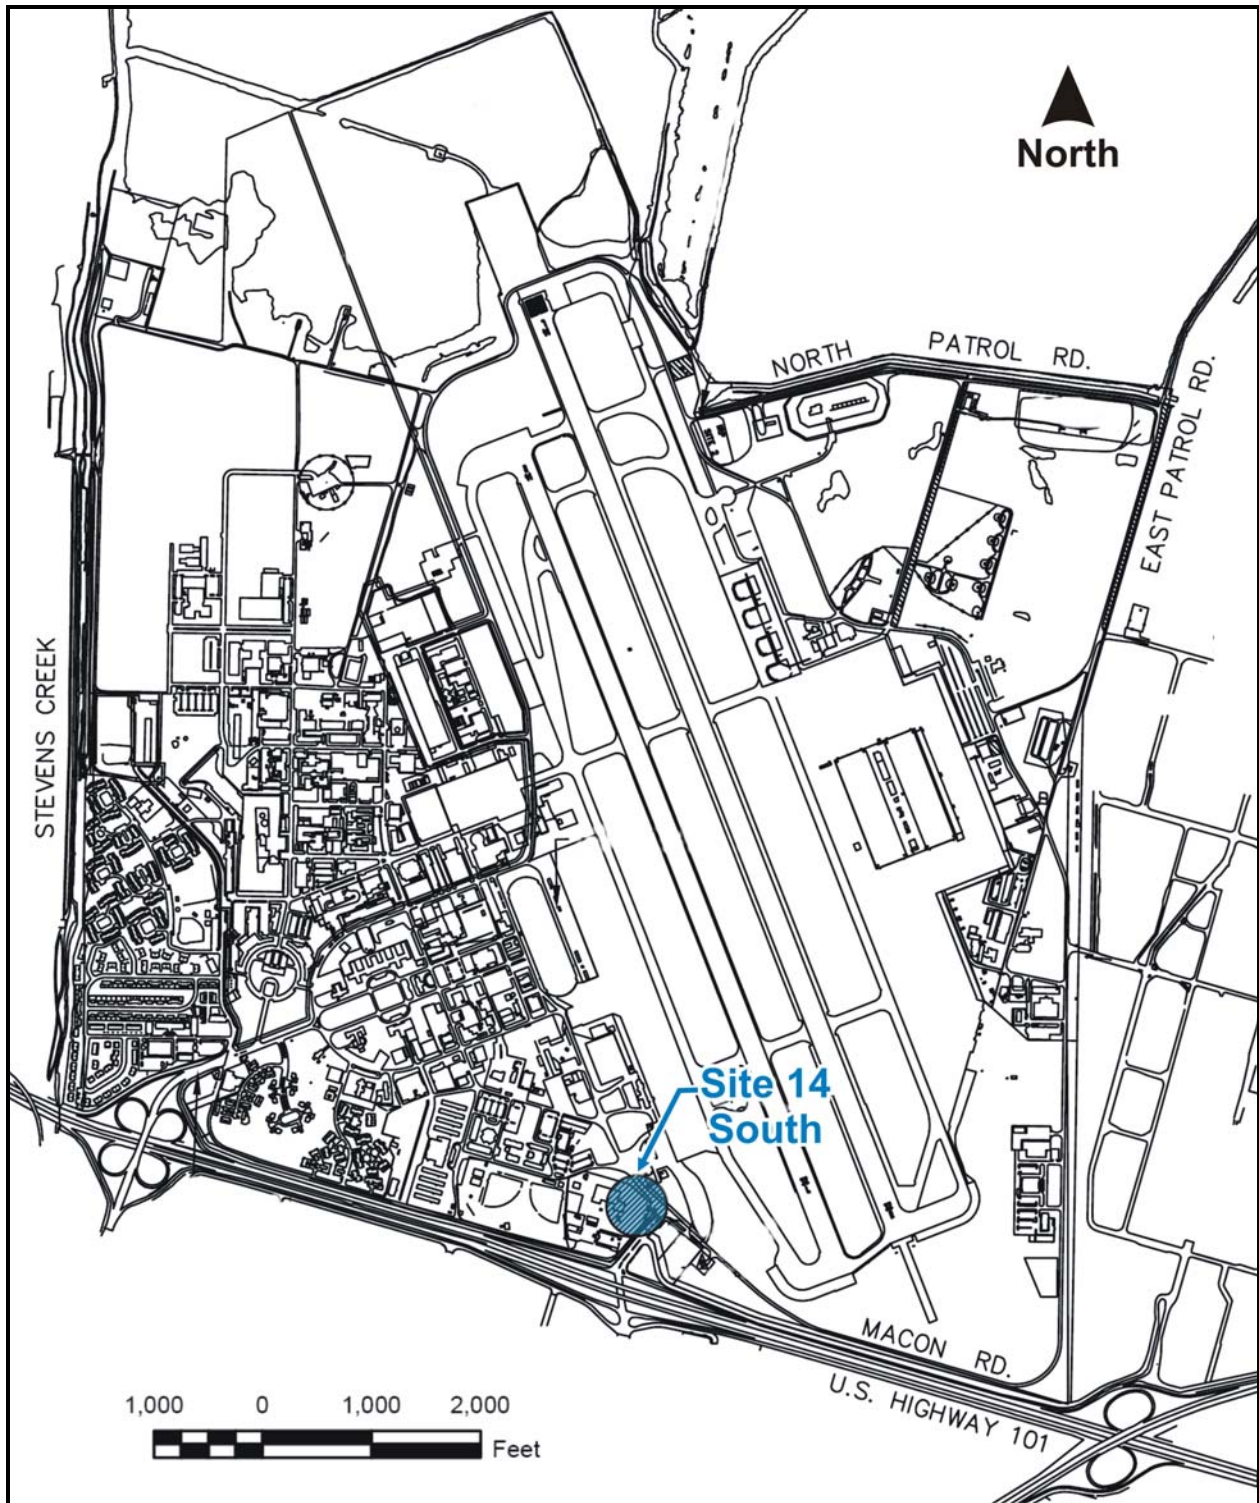 North
NORTH PATROL RD.
EAST PATROL RD.
STEVENS CREEK
Site 14
South
MACON RD.
U.S. HIGHWAY 101
1,000 0 1,000 2,000
Feet